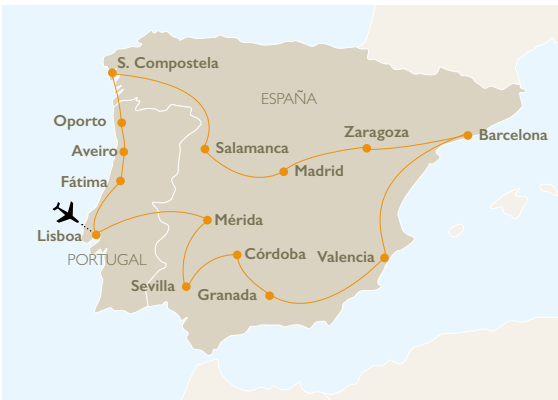 S. Compostela
ESPAÑA
Oporto
Zaragoza
Barcelona
Aveiro
Salamanca
Madrid
Fátima
Mérida
Lisboa
Córdoba
PORTUGAL
Valencia
Sevilla
Granada